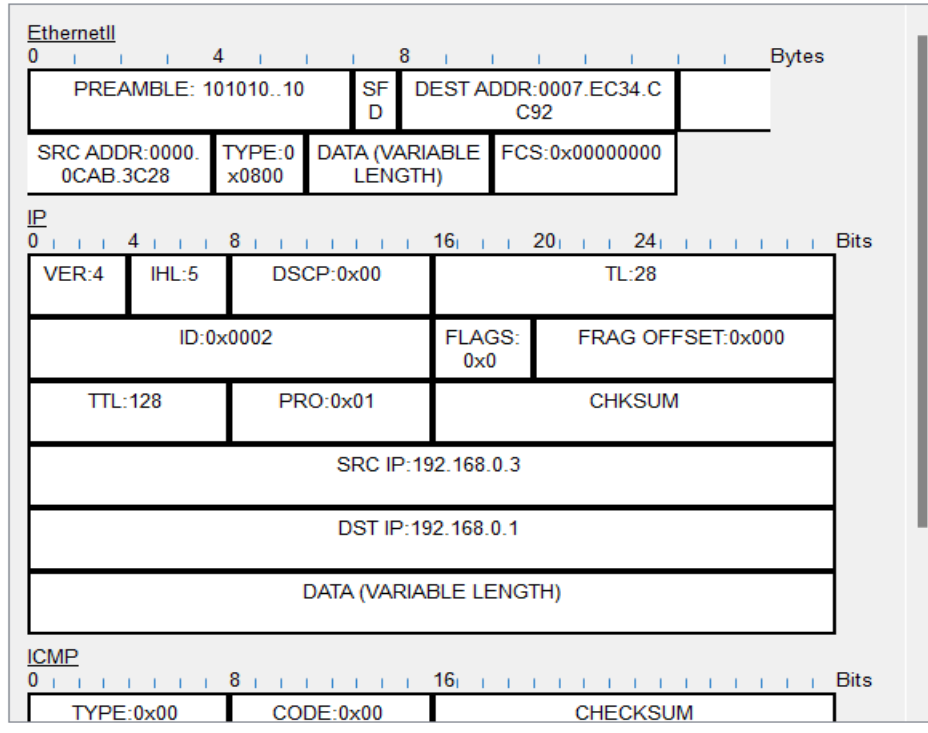 EthernetII
0 4 8 Bytes
PREAMBLE: 101010..10 SF DEST ADDR:0007.EC34.C
D C92
SRC ADDR:0000. TYPE:0 DATA (VARIABLE FCS:0x00000000
0CAB.3C28 x0800 LENGTH)
IP
0 4 8 16 20 24 Bits
VER:4 IHL:5 DSCP:0x00 TL:28
ID:0x0002 FLAGS: FRAG OFFSET:0x000
0x0
TTL:128 PRO:0x01 CHKSUM
SRC IP:192.168.0.3
DST IP:192.168.0.1
DATA (VARIABLE LENGTH)
ICMP
0 8 16 Bits
TYPE:0x00 CODE:0x00 CHECKSUM